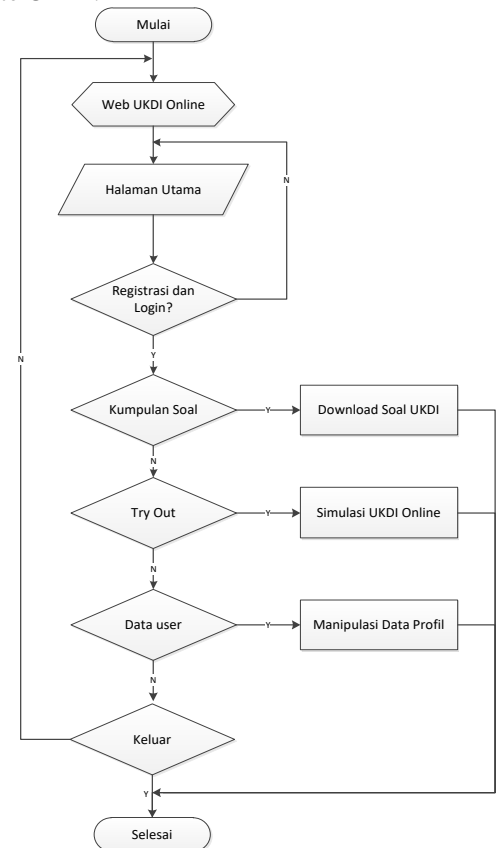 Mulai
Web UKDI Online
Halaman Utama
N
Registrasi dan
Login?
Y
N
Kumpulan Soal
Y
Download Soal UKDI
N
Try Out
Y
Simulasi UKDI Online
N
Data user
Y
Manipulasi Data Profil
N
Keluar
Y
Selesai